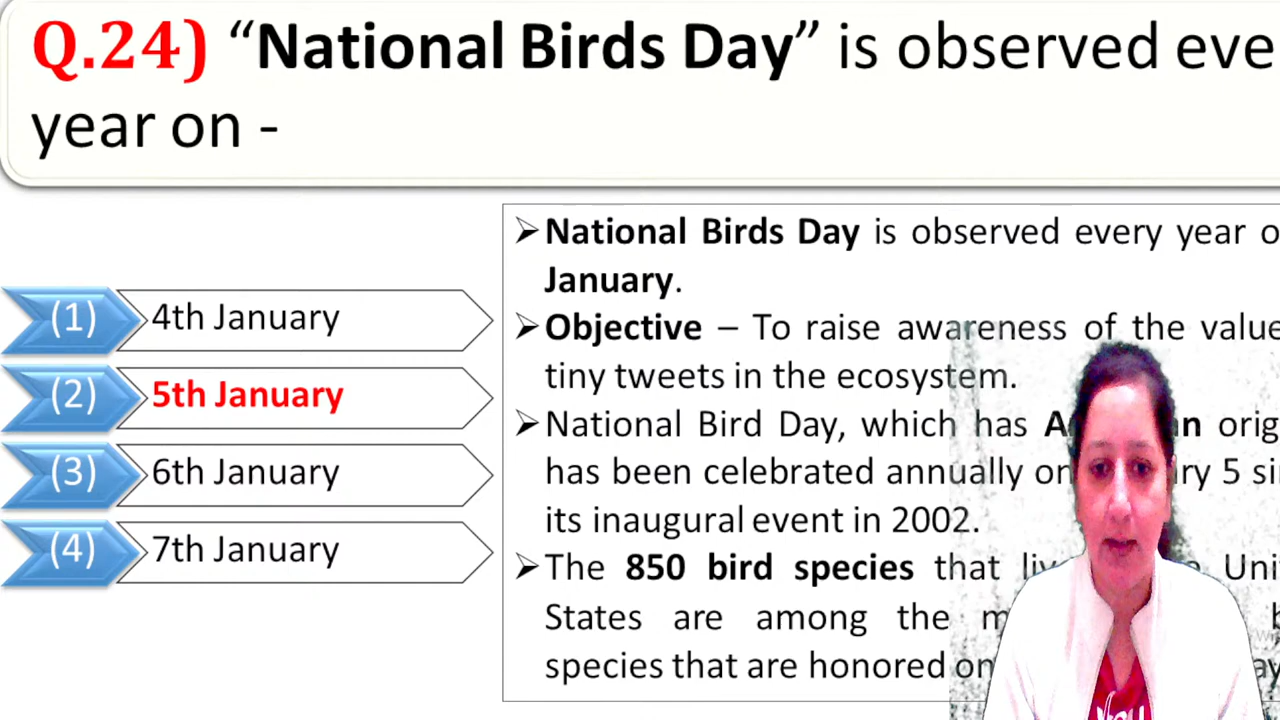 Q.24) “National Birds Day” is observed eve
year on -
(1) 4th January
(2) 5th January
(3) 6th January
(4) 7th January
➢National Birds Day is observed every year o
January.
➢Objective – To raise awareness of the value
tiny tweets in the ecosystem.
➢National Bird Day, which has A n orig
has been celebrated annually on ry 5 si
its inaugural event in 2002.
➢The 850 bird species that liv Uni
States are among the m b
species that are honored on ay